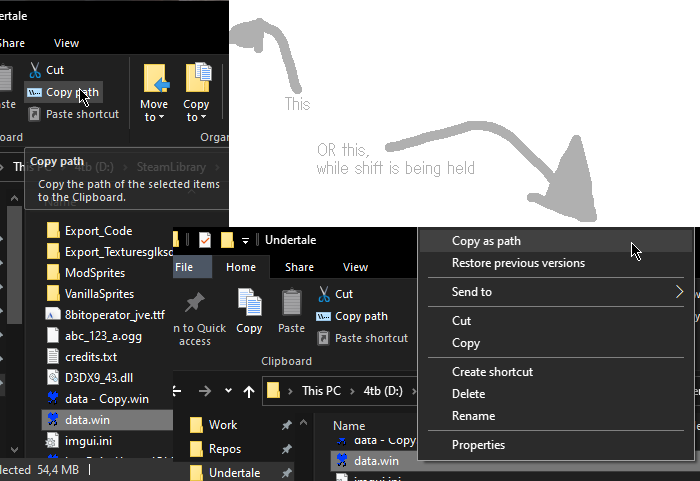 ndertale
Share View
Cut
Copy path
Paste shortcut
aste
Move to
Copy to
board
Organ
This PC 4tb (D:) SteamLibrary
Copy path
Copy the path of the selected items
to the Clipboard.
Export_Code
Export_Texturesglksd
ModSprites
VanillaSprites
8bitoperator_jve.ttf
abc_123_a.ogg
credits.txt
D3DX9_43.dll
data - Copy.win
data.win
imgui.ini
lected 54,4 MB
This
OR this,
while shift is being held
Undertale
File Home Share View
n to Quick
access
Copy
Paste
Cut
Copy path
Clipboard
This PC 4tb (D:)
Work
Repos
Undertale
Name
data - Copy
data.win
imgui.ini
Copy as path
Restore previous versions
Send to
Cut
Copy
Create shortcut
Delete
Rename
Properties